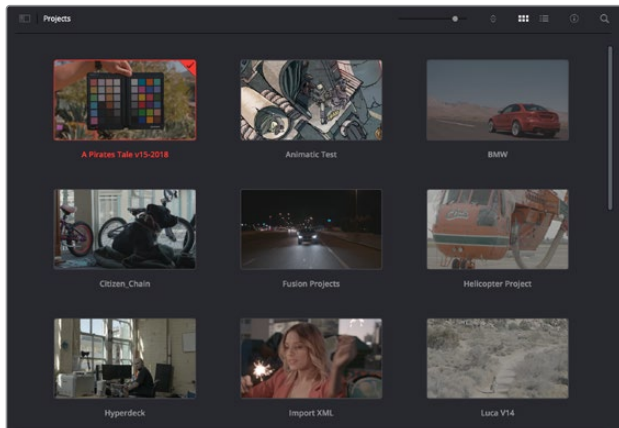 Projects
A Pirates Tale v15-2018
Animatic Test
BMW
Citizen_Chain
Fusion Projects
Helicopter Project
Hyperdeck
Import XML
Luca V14